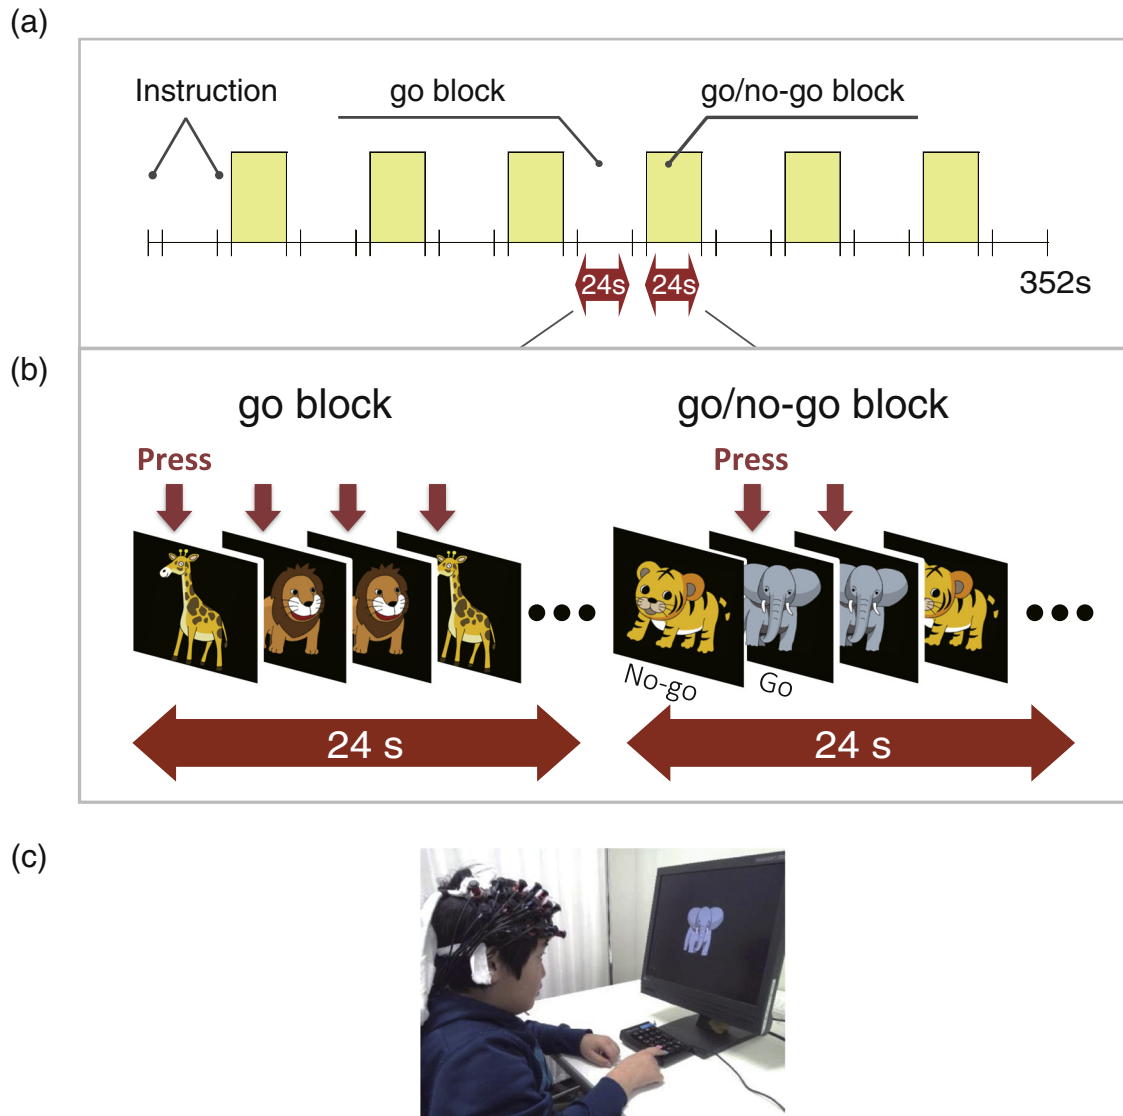 (a)
Instruction
go block
go/no-go block
24s
24s
352s
(b)
go block
go/no-go block
Press
Press
No-go
Go
24 s
24 s
(c)